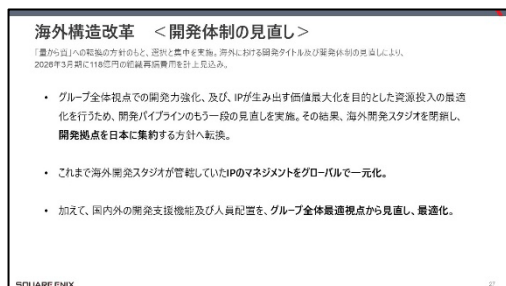 海外構造改革　＜開発体制の見直し＞
「量から質」への転換の方針のもと、選択と集中を実施。海外における開発タイトル及び開発体制の見直しにより、
2026年3月期に118億円の組織再編費用を計上見込み。
• グループ全体視点での開発力強化、及び、IPが生み出す価値最大化を目的とした資源投入の最適
化を行うため、開発パイプラインのもう一段の見直しを実施。その結果、海外開発スタジオを閉鎖し、
開発拠点を日本に集約する方針へ転換。
• これまで海外開発スタジオが管轄していたIPのマネジメントをグローバルで一元化。
• 加えて、国内外の開発支援機能及び人員配置を、グループ全体最適視点から見直し、最適化。
SQUARE ENIX
27